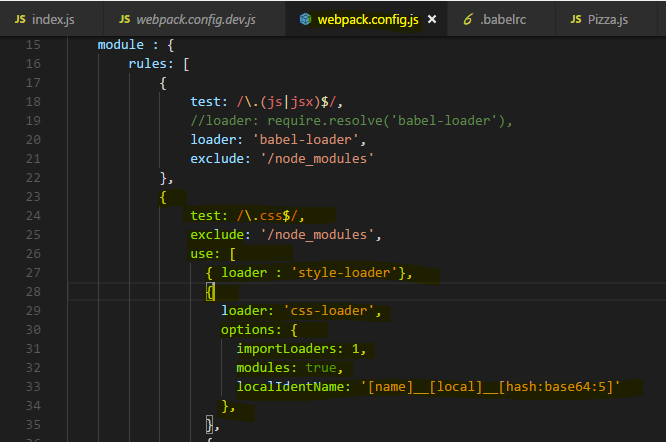 JS index.js JS webpack.config.dev.js webpack.config.js × 6 .babelrc JS Pizza.js
15 module : {
16 rules: [
17 {
18 test: /\.(js|jsx)$/,
19 //loader: require.resolve('babel-loader'),
20 loader: 'babel-loader',
21 exclude: '/node_modules'
22 },
23 {
24 test: /\.css$/,
25 exclude: '/node_modules',
26 use: [
27 { loader : 'style-loader'},
28 {
29 loader: 'css-loader',
30 options: {
31 importLoaders: 1,
32 modules: true,
33 localIdentName: '[name]__[local]__[hash:base64:5]'
34 },
35 },
36 {